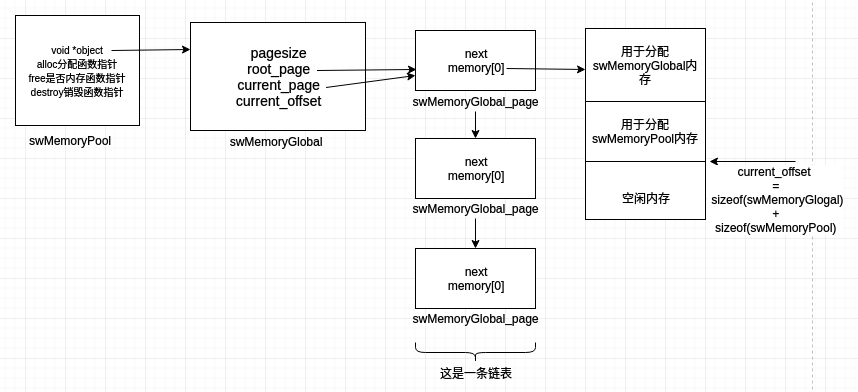 void *object
alloc分配函数指针
free是否内存函数指针
destroy销毁函数指针
swMemoryPool
pagesize
root_page
current_page
current_offset
swMemoryGlobal
next
memory[0]
swMemoryGlobal_page
next
memory[0]
swMemoryGlobal_page
next
memory[0]
swMemoryGlobal_page
这是一条链表
用于分配
swMemoryGlobal内
存
用于分配
swMemoryPool内存
空闲内存
current_offset
=
sizeof(swMemoryGlogal)
+
sizeof(swMemoryPool)